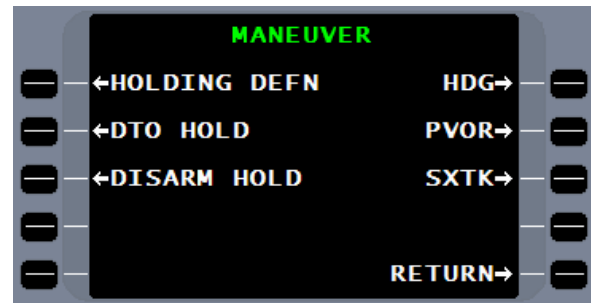 MANEUVER
←HOLDING DEFN HDG→
←DTO HOLD PVOR→
←DISARM HOLD SXTK→
RETURN→